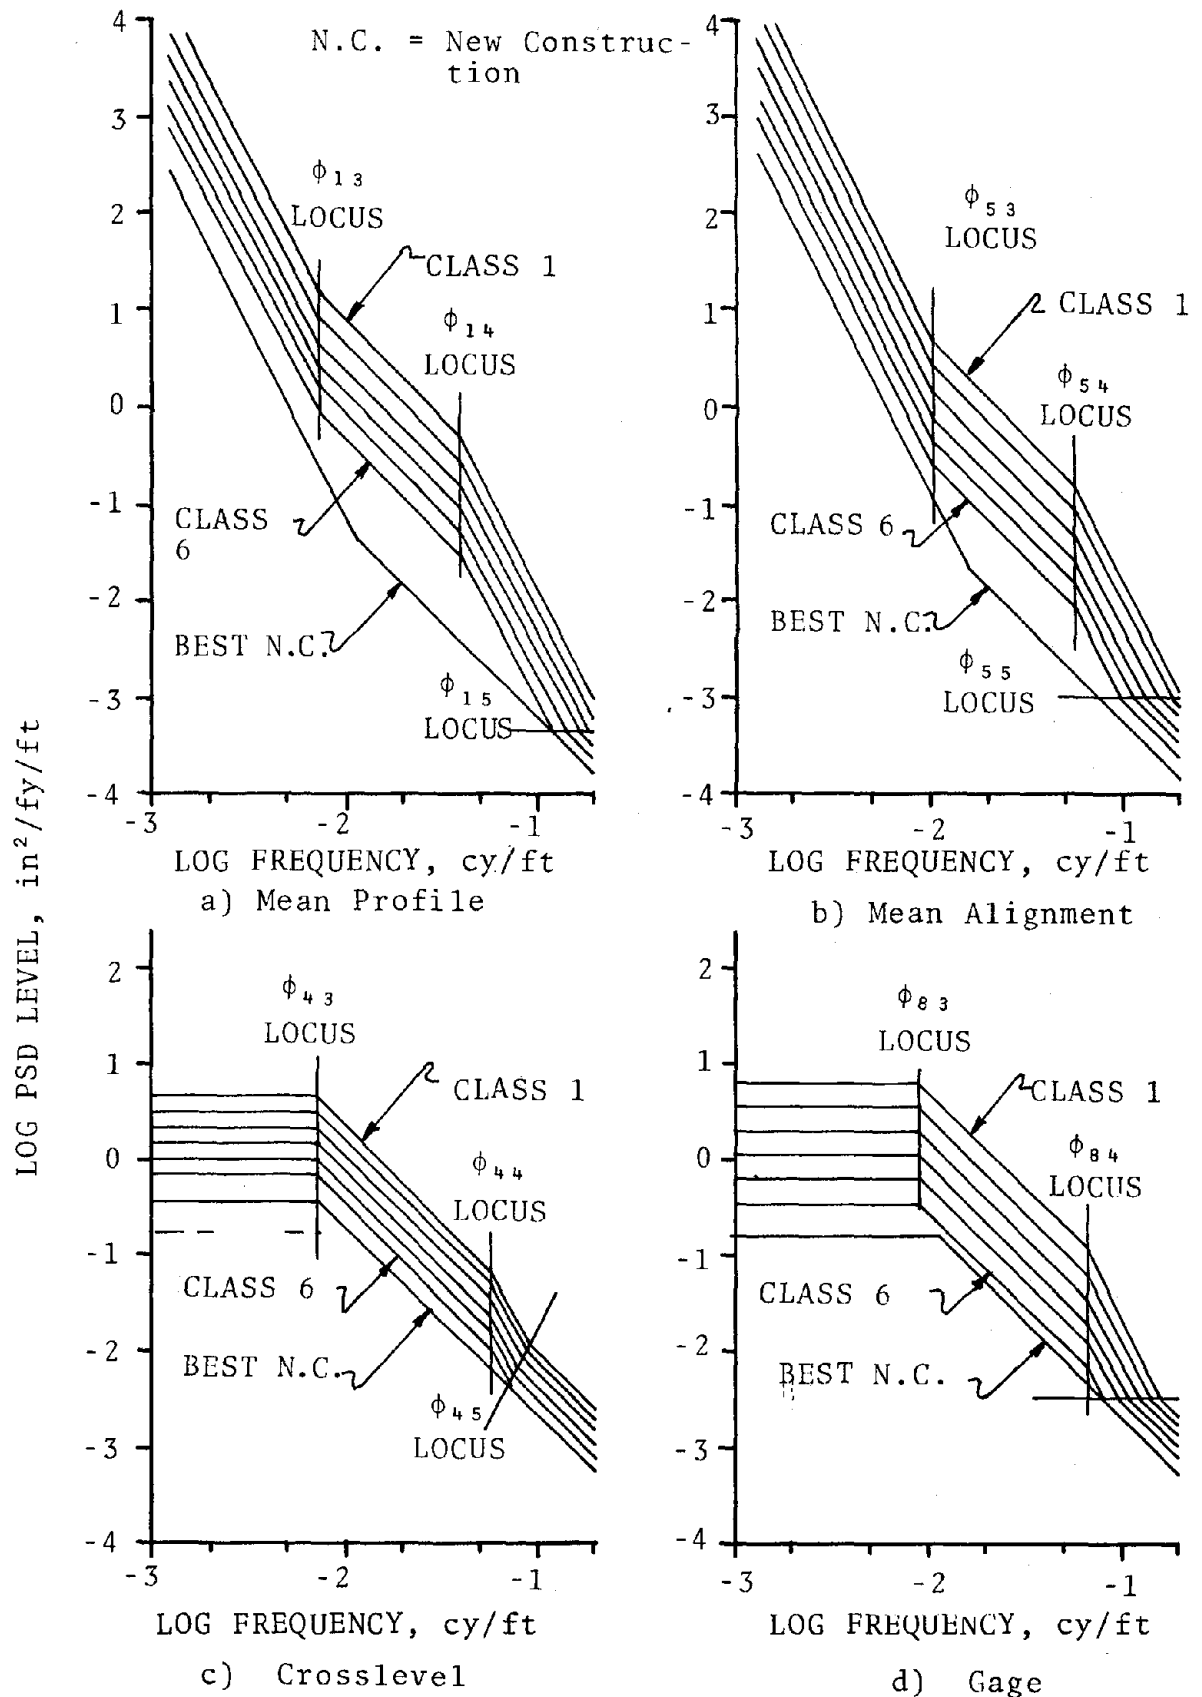 N.C. = New Construc-
tion
LOG PSD LEVEL, in²/fy/ft
4
3
2
1
0
-1
-2
-3
-4
-3
-2
-1
ϕ13
LOCUS
CLASS 1
ϕ14
LOCUS
CLASS
6
BEST N.C.
ϕ15
LOCUS
LOG FREQUENCY, cy/ft
a) Mean Profile
4
3
2
1
0
-1
-2
-3
-4
-3
-2
-1
ϕ53
LOCUS
CLASS 1
ϕ54
LOCUS
CLASS 6
BEST N.C.
ϕ55
LOCUS
LOG FREQUENCY, cy/ft
b) Mean Alignment
2
1
0
-1
-2
-3
-4
-3
-2
-1
ϕ43
LOCUS
CLASS 1
ϕ44
LOCUS
CLASS 6
BEST N.C.
ϕ45
LOCUS
LOG FREQUENCY, cy/ft
c) Crosslevel
2
1
0
-1
-2
-3
-4
-3
-2
-1
ϕ83
LOCUS
CLASS 1
ϕ84
LOCUS
CLASS 6
BEST N.C.
LOG FREQUENCY, cy/ft
d) Gage